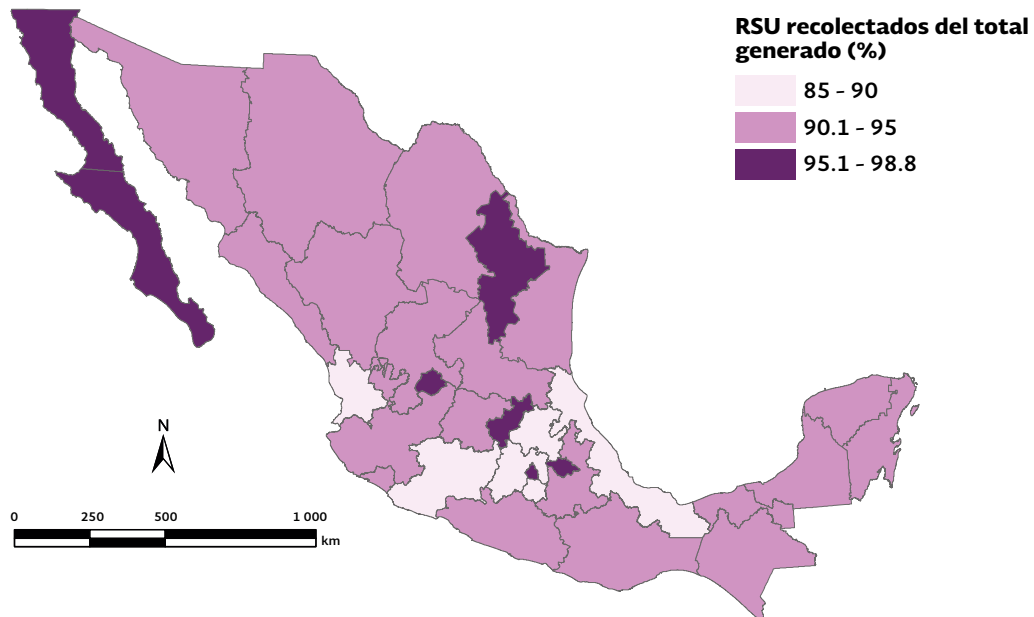 RSU recolectados del total
generado (%)
85 - 90
90.1 - 95
95.1 - 98.8
N
0 250 500 1 000
km